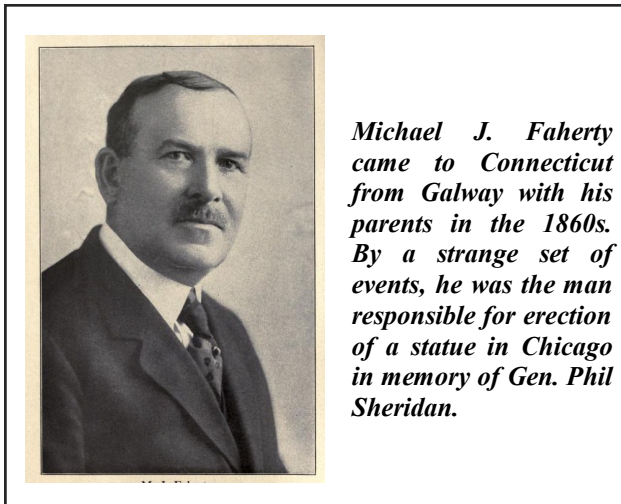 Michael J. Faherty
came to Connecticut
from Galway with his
parents in the 1860s.
By a strange set of
events, he was the man
responsible for erection
of a statue in Chicago
in memory of Gen. Phil
Sheridan.